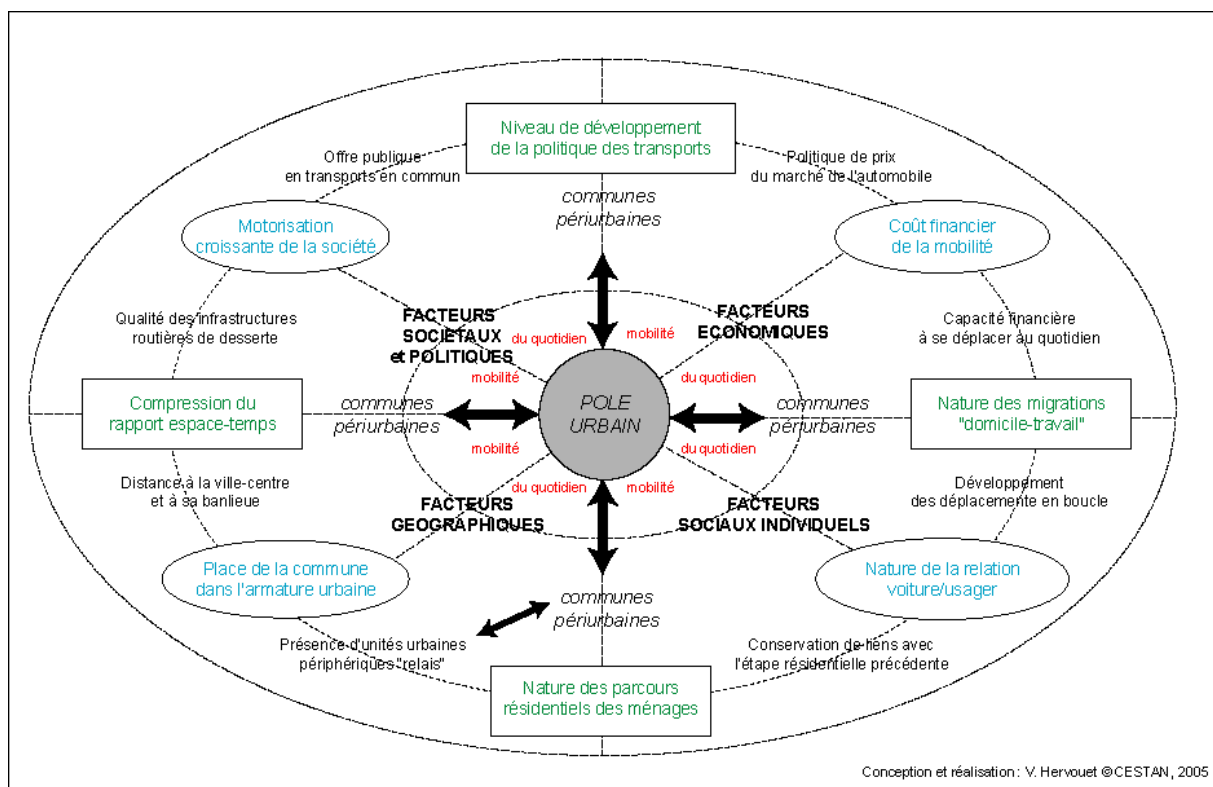 Niveau de développement
de la politique des transports
Offre publique
en transports en commun
Politique de prix
du marché de l'automobile
communes
périurbaines
Motorisation
croissante de la société
Coût financier
de la mobilité
FACTEURS
SOCIETAUX
et POLITIQUES
FACTEURS
ECONOMIQUES
Qualité des infrastructures
routières de desserte
Capacité financière
à se déplacer au quotidien
du quotidien
mobilité
mobilité
du quotidien
Compression du
rapport espace-temps
communes
périurbaines
POLE
URBAIN
communes
périurbaines
Nature des migrations
"domicile-travail"
mobilité
du quotidien
du quotidien
mobilité
Distance à la ville-centre
et à sa banlieue
Développement
des déplacemente en boucle
FACTEURS
GEOGRAPHIQUES
FACTEURS
SOCIAUX INDIVIDUELS
Place de la commune
dans l'armature urbaine
Nature de la relation
voiture/usager
communes
périurbaines
Présence d'unités urbaines
périphériques "relais"
Conservation de liens avec
l'étape résidentielle précédente
Nature des parcours
résidentiels des ménages
Conception et réalisation : V. Hervouet ©CESTAN, 2005